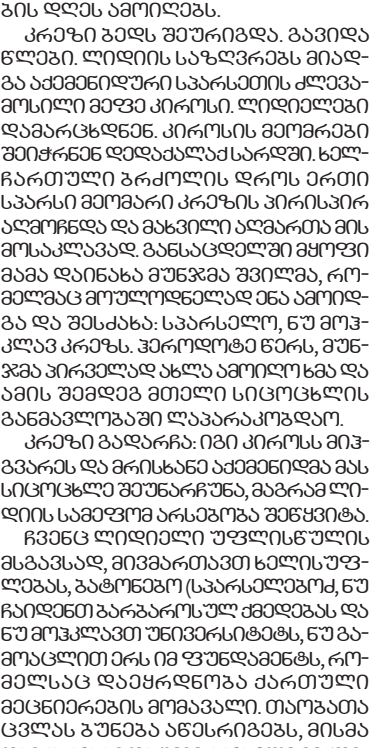 ბის დღეს ამოიღებს.
კრეზი ბედს შეურიგდა. გავიდა
წლები. ლიდიის საზღვრებს მიად-
გა აქემენიდური სპარსეთის ძლევა-
მოსილი მეფე კიროსი. ლიდიელები
დამარცხდნენ. კიროსის მეომრები
შეიჭრნენ დედაქალაქ სარდში. ხელ-
ჩართული ბრძოლის დროს ერთი
სპარსი მეომარი კრეზის პირისპირ
აღმოჩნდა და მახვილი აღმართა მის
მოსაკლავად. განსაცდელში მყოფი
მამა დაინახა მუნჯმა შვილმა, რო-
მელმაც მოულოდნელად ენა ამოიდ-
გა და შესძახა: სპარსელო, ნუ მოჰ-
კლავ კრეზს. ჰეროდოტე წერს, მუნ-
ჯმა პირველად ახლა ამოიღო ხმა და
ამის შემდეგ მთელი სიცოცხლის
განმავლობაში ლაპარაკობდაო.
კრეზი გადარჩა: იგი კიროსს მიჰ-
გვარეს და მრისხანე აქემენიდმა მას
სიცოცხლე შეუნარჩუნა, მაგრამ ლი-
დიის სამეფომ არსებობა შეწყვიტა.
ჩვენც ლიდიელი უფლისწულის
მსგავსად, მივმართავთ ხელისუფ-
ლებას, ბატონებო (სპარსელებოძ, ნუ
ჩაიდენთ ბარბაროსულ ქმედებას და
ნუ მოჰკლავთ უნივერსიტეტს, ნუ გა-
მოაცლით ერს იმ ფუნდამენტს, რო-
მელსაც დაეყრდნობა ქართული
მეცნიერების მომავალი. თაობათა
ცვლას ბუნება აწესრიგებს, მისმა